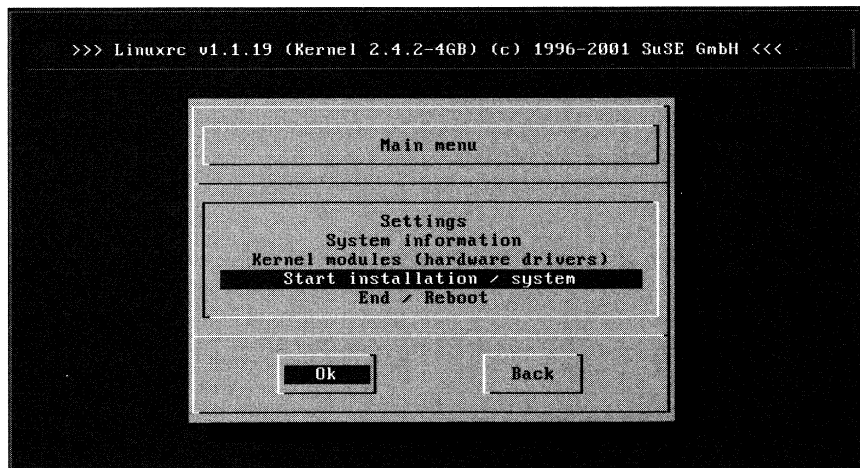 >>> Linuxrc v1.1.19 (Kernel 2.4.2-4GB) (c) 1996-2001 SuSE GmbH <<<
Main menu
Settings
System information
Kernel modules (hardware drivers)
Start installation / system
End / Reboot
Ok
Back